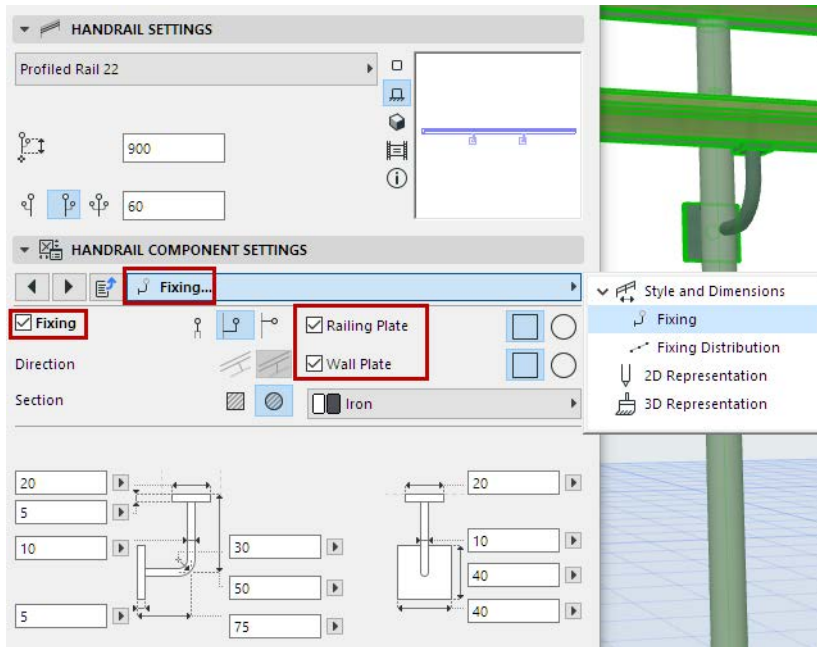 HANDRAIL SETTINGS
Profiled Rail 22
900
60
HANDRAIL COMPONENT SETTINGS
Fixing...
Fixing
Railing Plate
Direction
Wall Plate
Section
Iron
20
5
10
5
30
50
75
20
10
40
40
Style and Dimensions
Fixing
Fixing Distribution
2D Representation
3D Representation